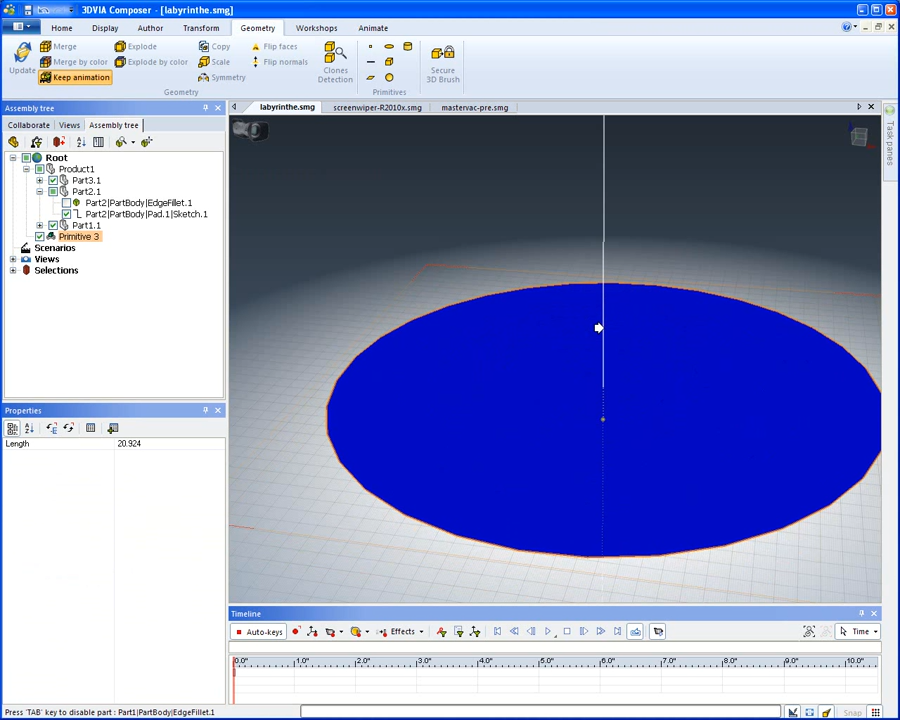 3DVIA Composer - [labyrinthe.smg]
Home Display Author Transform Geometry Workshops Animate
Update
Merge
Merge by color
Keep animation
Explode
Explode by color
Copy
Scale
Symmetry
Flip faces
Flip normals
Geometry
Clones Detection
Primitives
Secure 3D Brush
Assembly tree
labyrinthe.smg screenwiper-R2010x.smg mastervac-pre.smg
Collaborate Views Assembly tree
Task panes
Root
Product1
Part3.1
Part2.1
Part2|PartBody|EdgeFillet.1
Part2|PartBody|Pad.1|Sketch.1
Part1.1
Primitive 3
Scenarios
Views
Selections
Properties
Length 20.924
Timeline
Auto-keys Effects Time
0.0" 1.0" 2.0" 3.0" 4.0" 5.0" 6.0" 7.0" 8.0" 9.0" 10.0"
Press 'TAB' key to disable part : Part1|PartBody|EdgeFillet.1
Snap